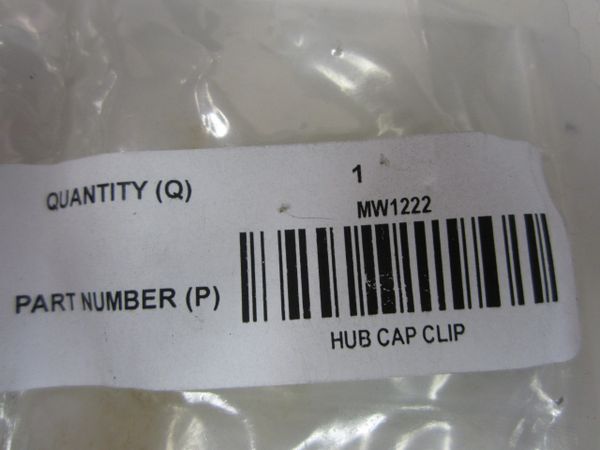 QUANTITY (Q) 1
MW1222
PART NUMBER (P)
HUB CAP CLIP